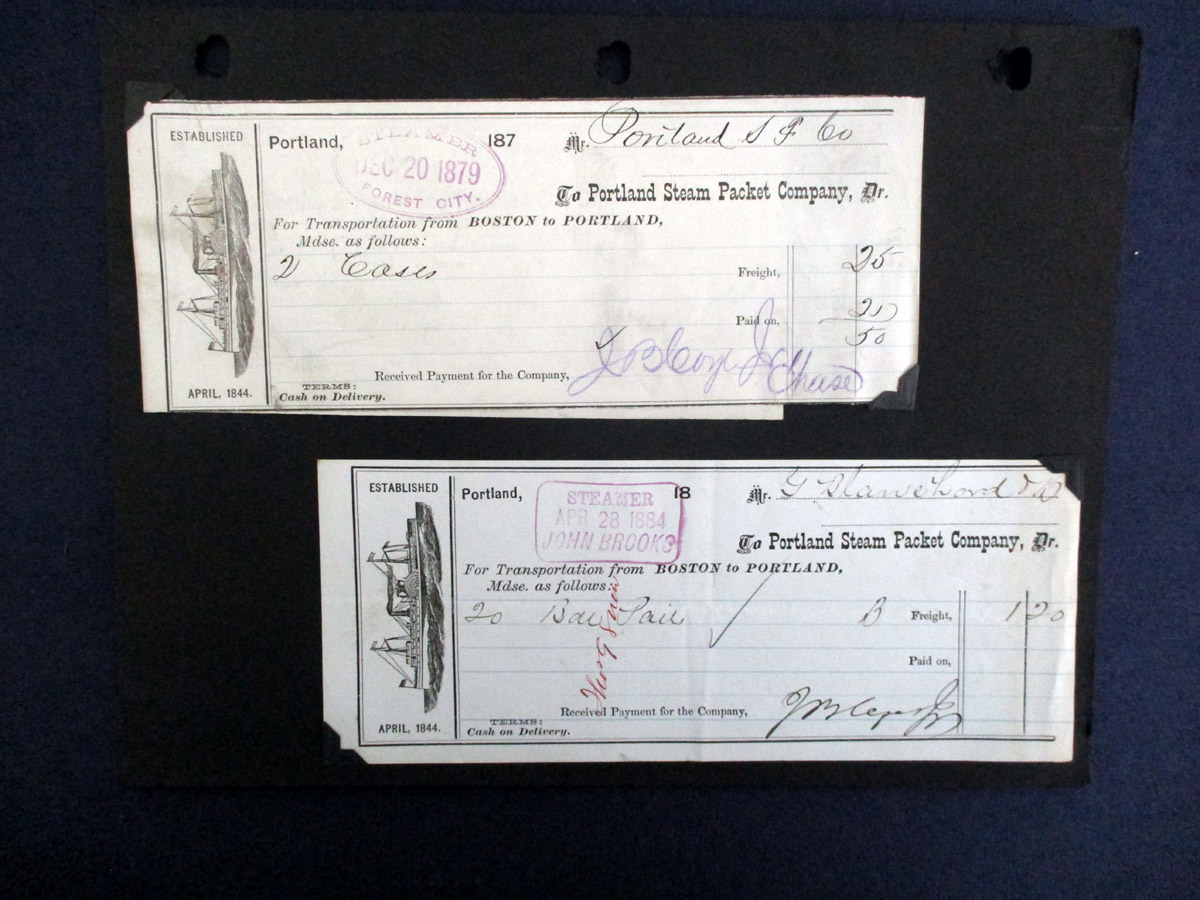 ESTABLISHED
Portland, 187
STEAMER
DEC 20 1879
FOREST CITY.
Mr. Portland S F Co
To Portland Steam Packet Company, Dr.
For Transportation from BOSTON to PORTLAND,
Mdse. as follows:
2 Cases Freight, 25
Paid on, 25
50
Received Payment for the Company,
Chase
TERMS:
Cash on Delivery.
APRIL, 1844.
ESTABLISHED
Portland, 18
STEAMER
APR 28 1884
JOHN BROOKS
Mr. G
To Portland Steam Packet Company, Dr.
For Transportation from BOSTON to PORTLAND,
Mdse. as follows:
20 B Freight, 1 20
Paid on,
Received Payment for the Company,
TERMS:
Cash on Delivery.
APRIL, 1844.